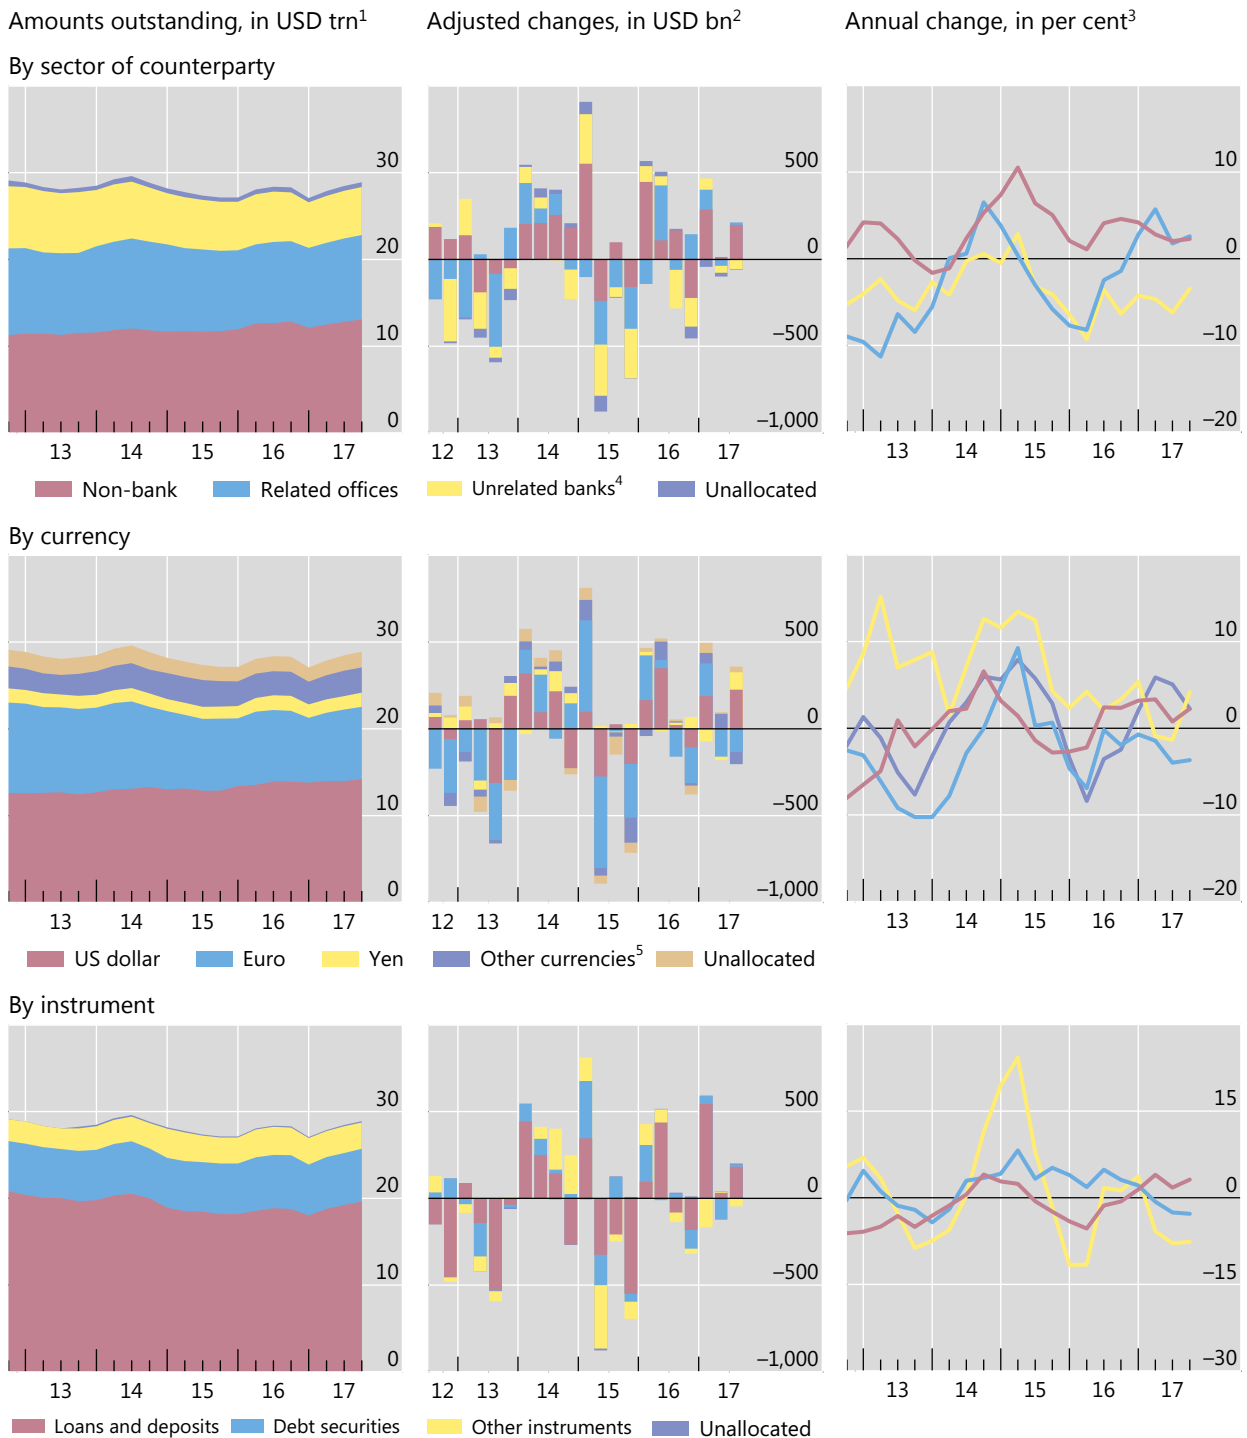 Amounts outstanding, in USD trn1
Adjusted changes, in USD bn2
Annual change, in per cent3
By sector of counterparty
30
20
10
0
13 14 15 16 17
500
0
–500
–1,000
12 13 14 15 16 17
10
0
–10
–20
13 14 15 16 17
Non-bank Related offices Unrelated banks4 Unallocated
By currency
30
20
10
0
13 14 15 16 17
500
0
–500
–1,000
12 13 14 15 16 17
10
0
–10
–20
13 14 15 16 17
US dollar Euro Yen Other currencies5 Unallocated
By instrument
30
20
10
0
13 14 15 16 17
500
0
–500
–1,000
12 13 14 15 16 17
15
0
–15
–30
13 14 15 16 17
Loans and deposits Debt securities Other instruments Unallocated